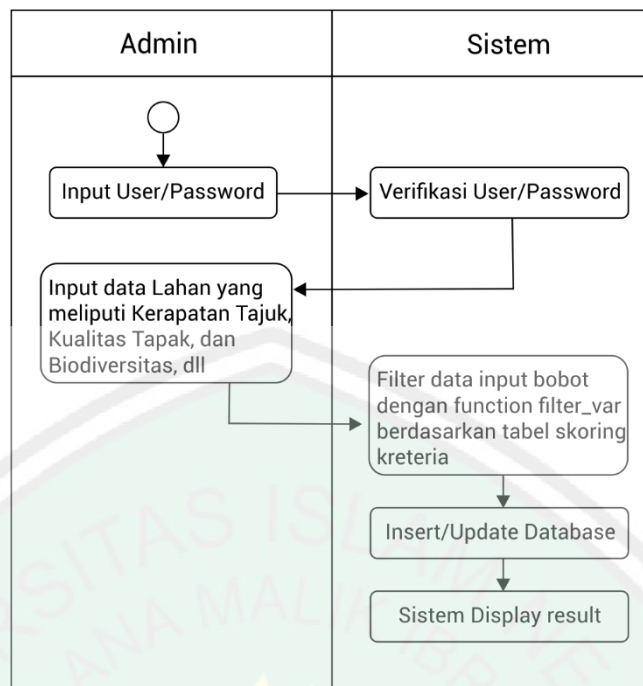 Admin
Sistem
Input User/Password
Verifikasi User/Password
Input data Lahan yang
meliputi Kerapatan Tajuk,
Kualitas Tapak, dan
Biodiversitas, dll
Filter data input bobot
dengan function filter_var
berdasarkan tabel skoring
kreteria
Insert/Update Database
Sistem Display result